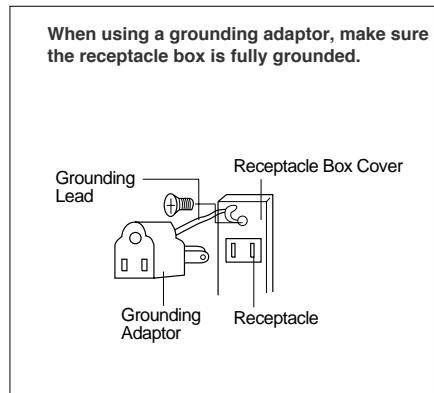 When using a grounding adaptor, make sure
the receptacle box is fully grounded.
Receptacle Box Cover
Grounding
Lead
Grounding
Adaptor
Receptacle